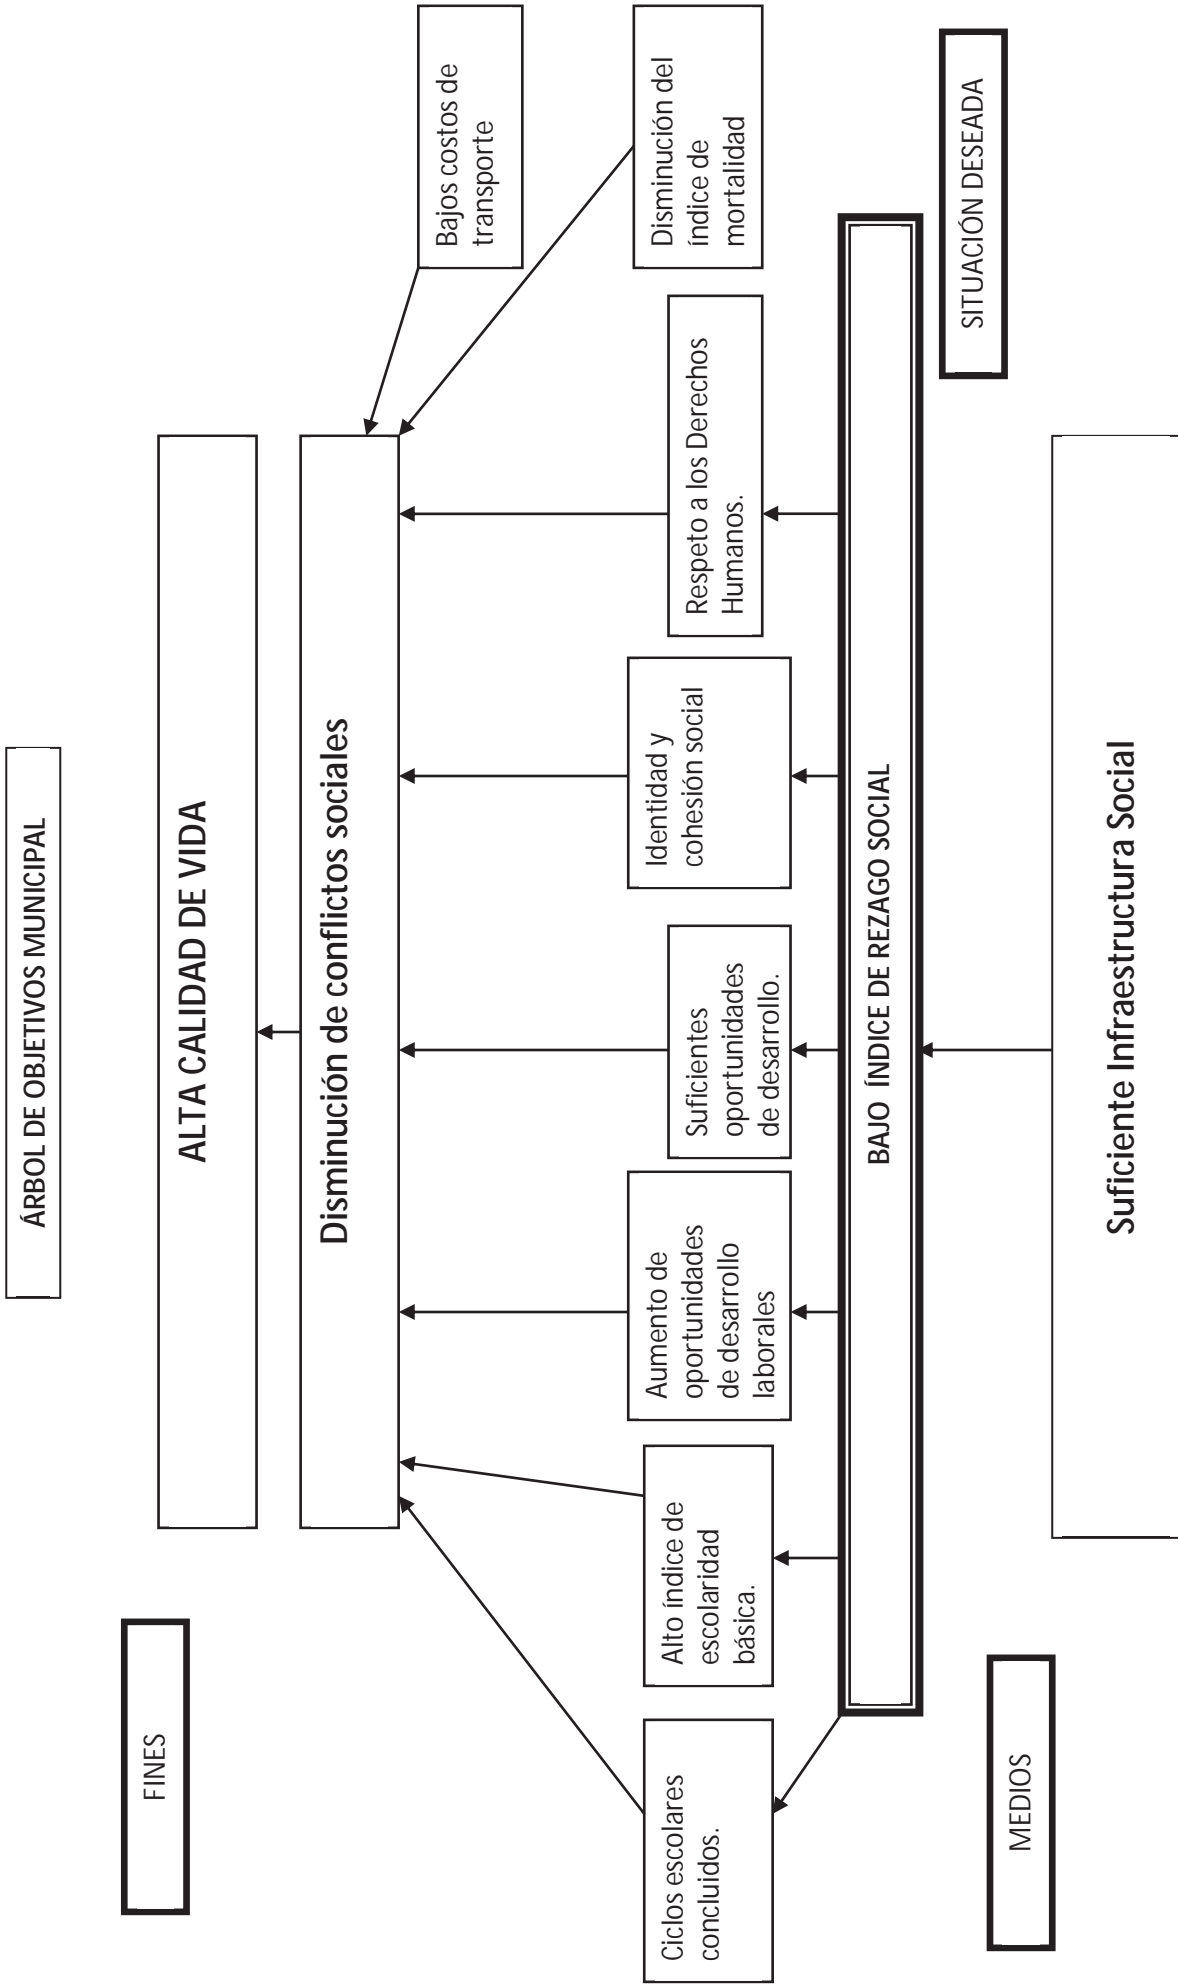 ÁRBOL DE OBJETIVOS MUNICIPAL
FINES
ALTA CALIDAD DE VIDA
Disminución de conflictos sociales
Bajos costos de
transporte
Ciclos escolares
concluidos.
Alto índice de
escolaridad
básica.
Aumento de
oportunidades
de desarrollo
laborales
Suficientes
oportunidades
de desarrollo.
Identidad y
cohesión social
Respeto a los Derechos
Humanos.
Disminución del
índice de
mortalidad
BAJO ÍNDICE DE REZAGO SOCIAL
MEDIOS
SITUACIÓN DESEADA
Suficiente Infraestructura Social